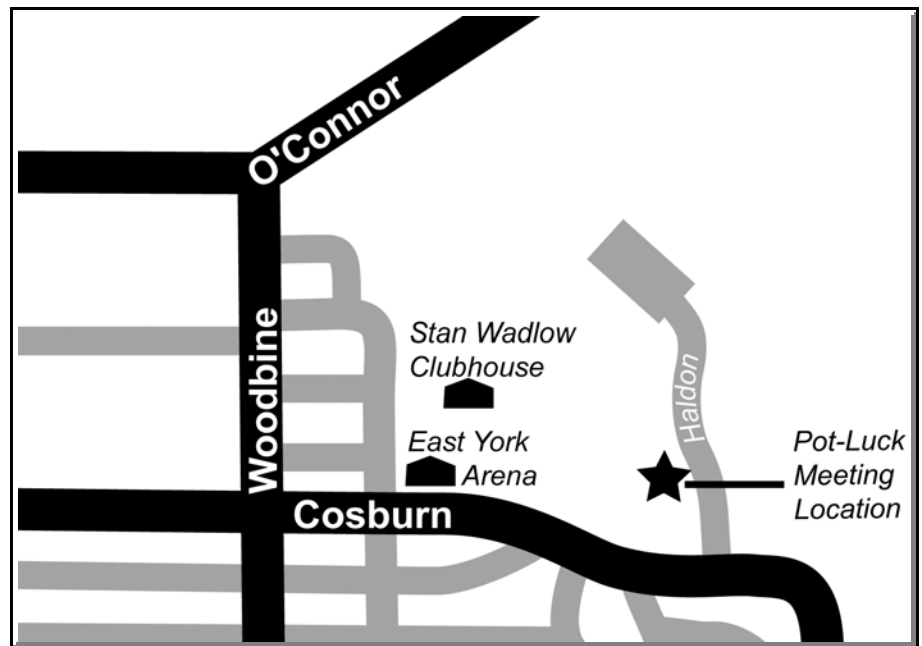 O'Connor
Woodbine
Stan Wadlow
Clubhouse
Haldon
East York
Arena
Pot-Luck
Meeting
Location
Cosburn